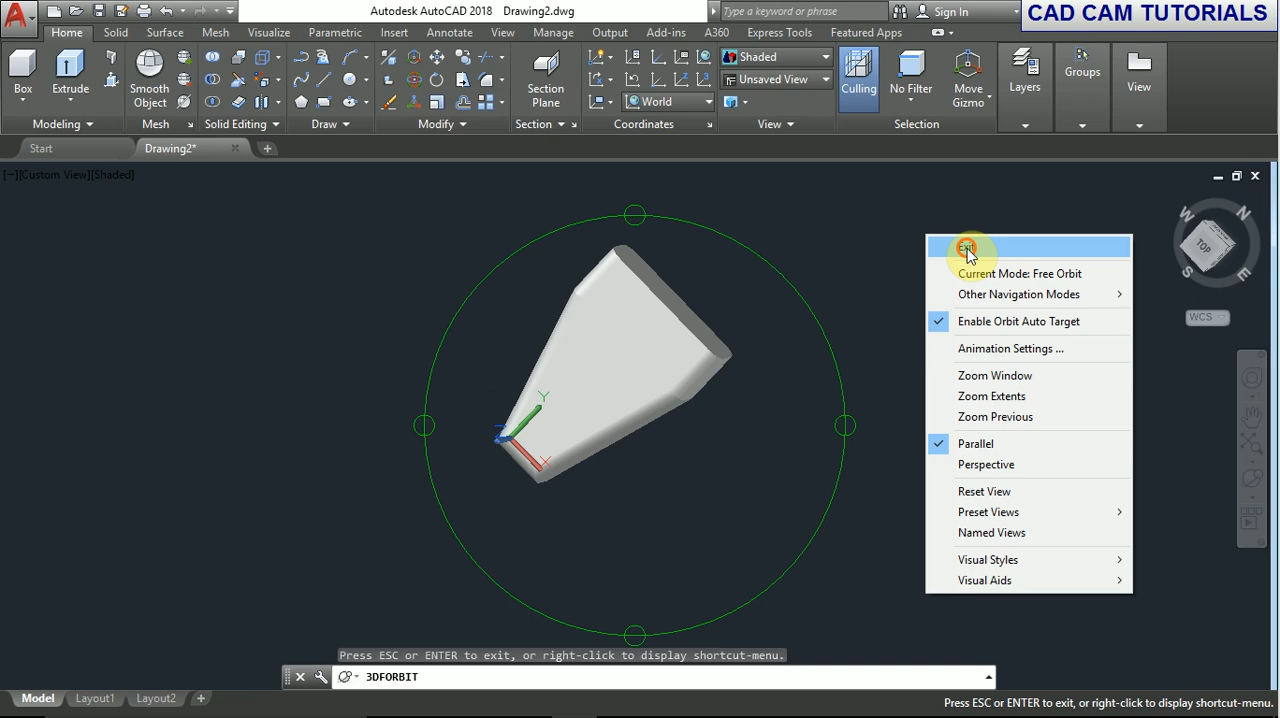 Autodesk AutoCAD 2018 Drawing2.dwg
Type a keyword or phrase
Sign In
CAD CAM TUTORIALS
Home Solid Surface Mesh Visualize Parametric Insert Annotate View Manage Output Add-ins A360 Express Tools Featured Apps
Box
Extrude
Smooth
Object
Section
Plane
Shaded
Unsaved View
World
Culling
No Filter
Move
Gizmo
Layers
Groups
View
Modeling
Mesh
Solid Editing
Draw
Modify
Section
Coordinates
View
Selection
Start
Drawing2*
[−][Custom View][Shaded]
W
N
TOP
S
E
WCS
Y
X
Current Mode: Free Orbit
Other Navigation Modes
Enable Orbit Auto Target
Animation Settings ...
Zoom Window
Zoom Extents
Zoom Previous
Parallel
Perspective
Reset View
Preset Views
Named Views
Visual Styles
Visual Aids
Press ESC or ENTER to exit, or right-click to display shortcut-menu.
3DFORBIT
Model Layout1 Layout2
Press ESC or ENTER to exit, or right-click to display shortcut-menu.